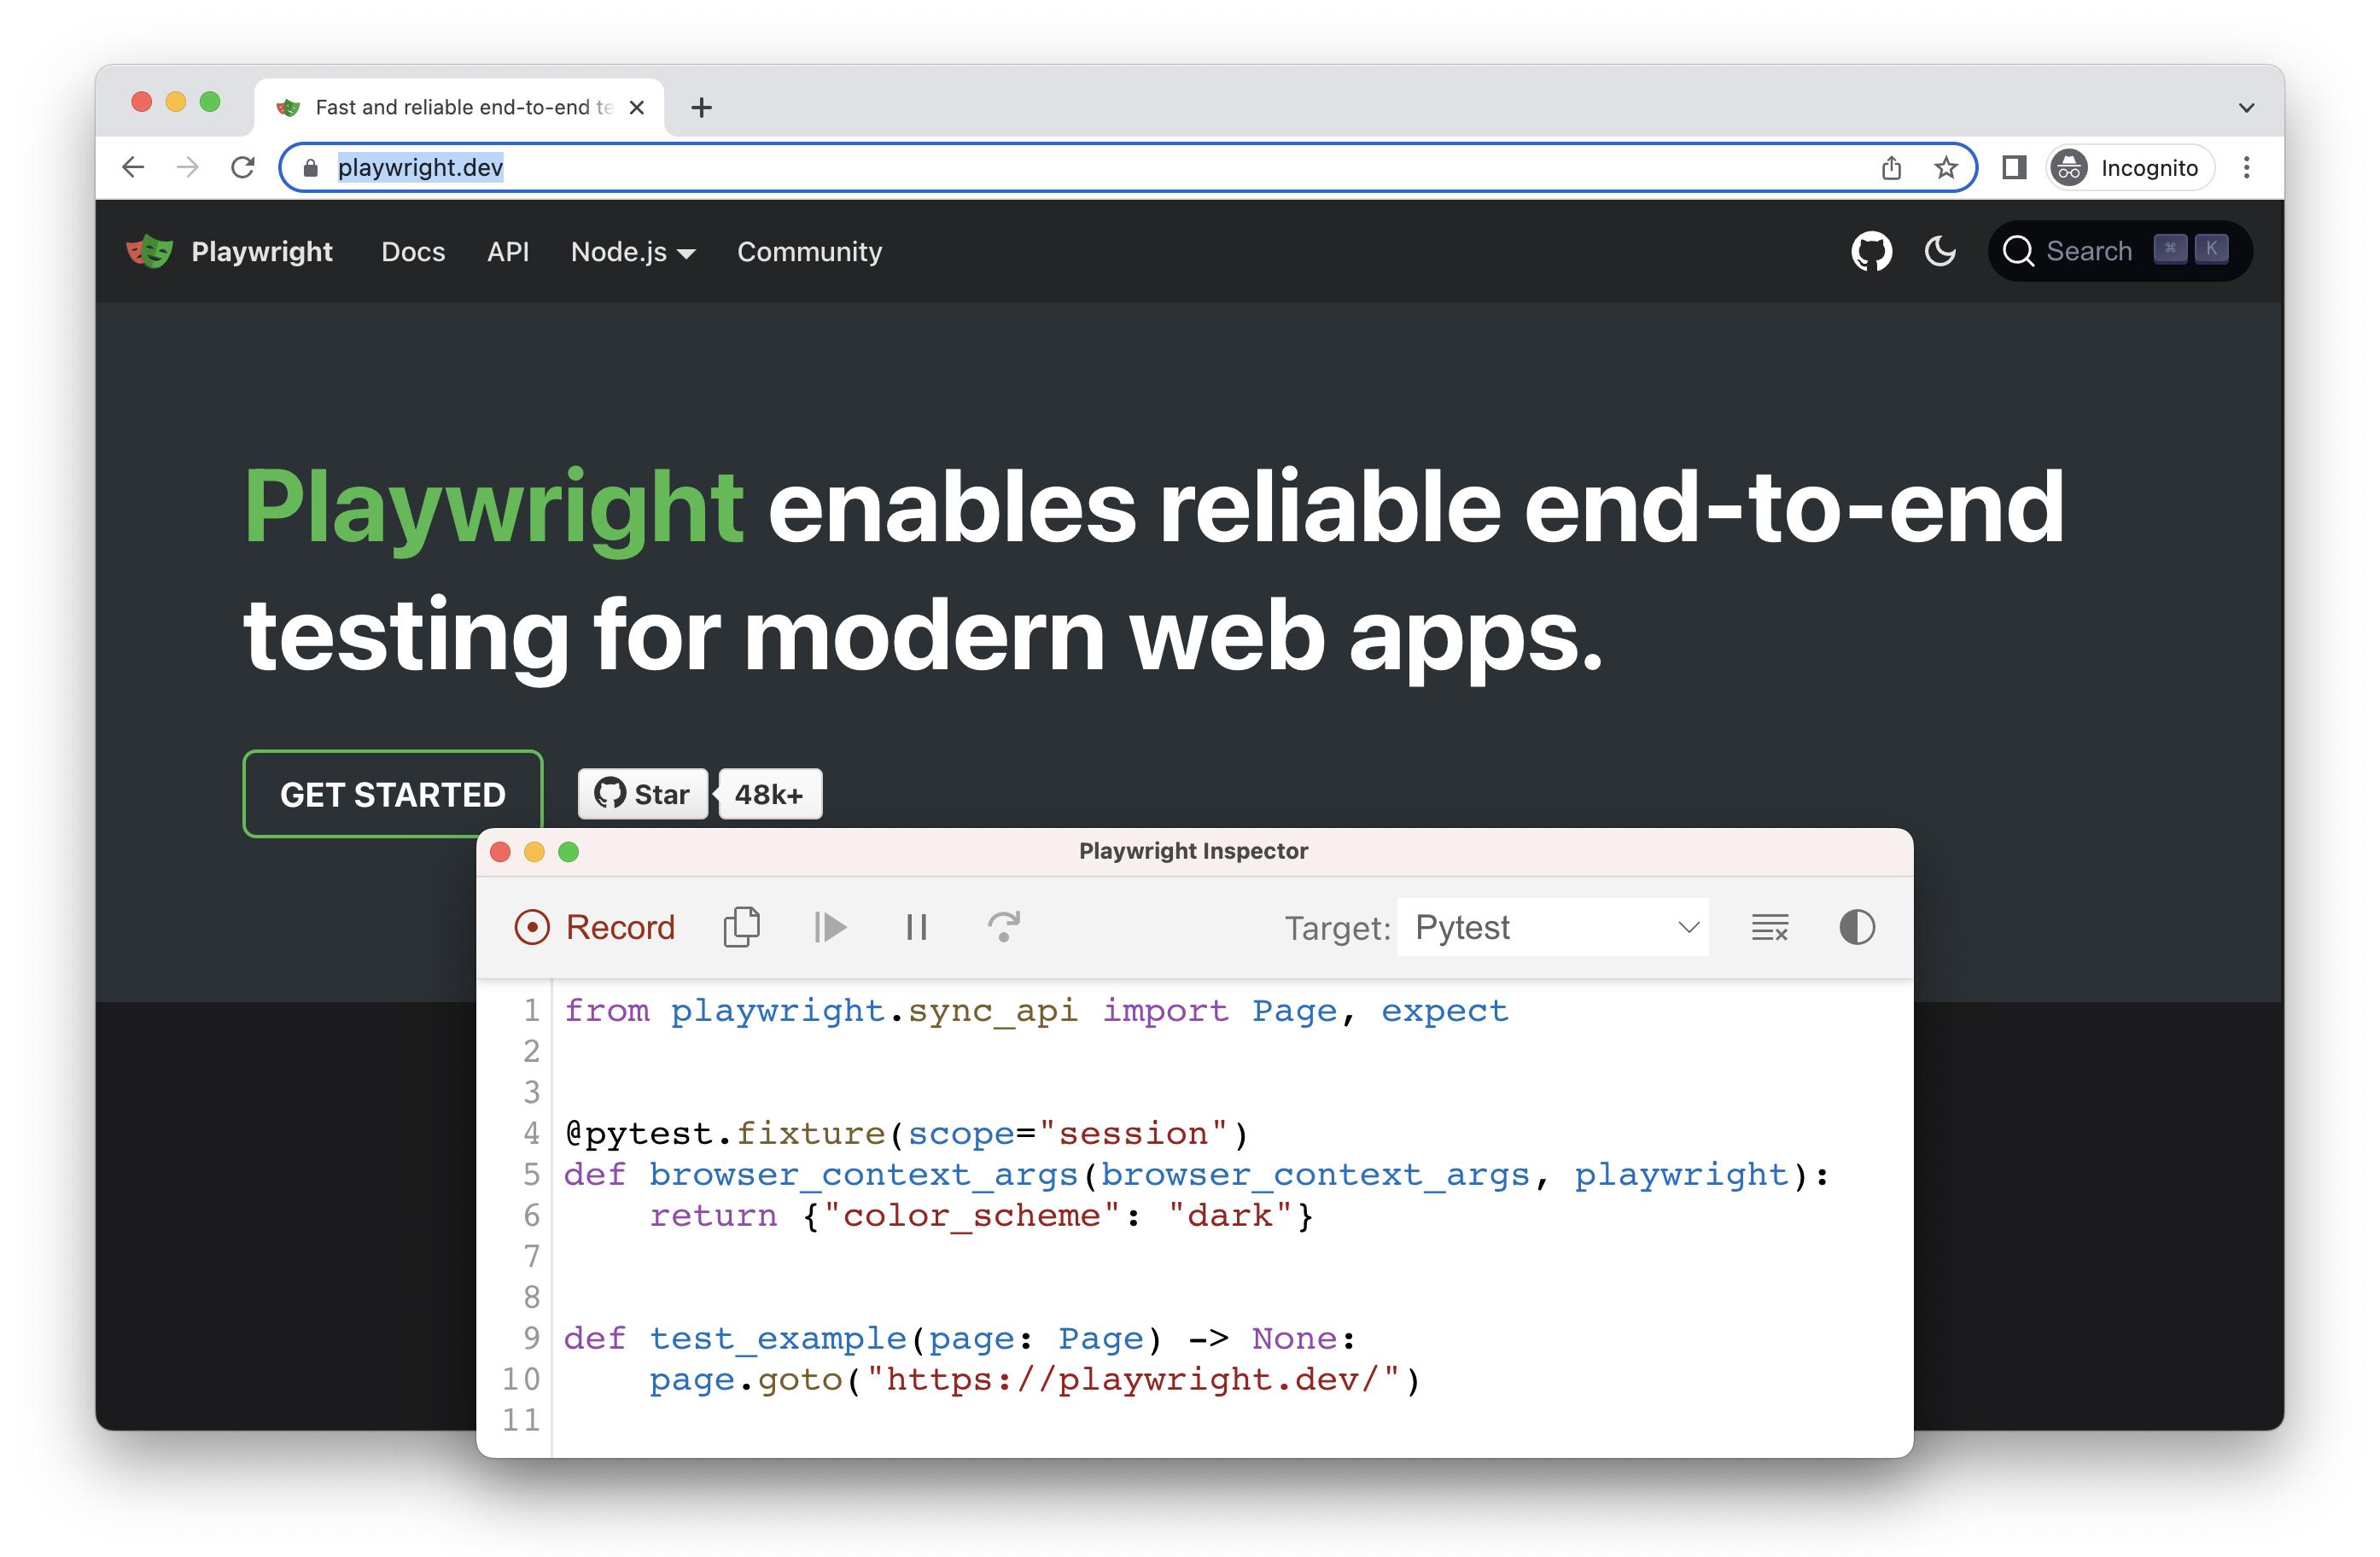 Fast and reliable end-to-end te
playwright.dev
Incognito
Playwright Docs API Node.js Community
Search ⌘ K
Playwright enables reliable end-to-end
testing for modern web apps.
GET STARTED
Star 48k+
Playwright Inspector
Record
Target: Pytest
1 from playwright.sync_api import Page, expect
2
3
4 @pytest.fixture(scope="session")
5 def browser_context_args(browser_context_args, playwright):
6     return {"color_scheme": "dark"}
7
8
9 def test_example(page: Page) -> None:
10     page.goto("https://playwright.dev/")
11